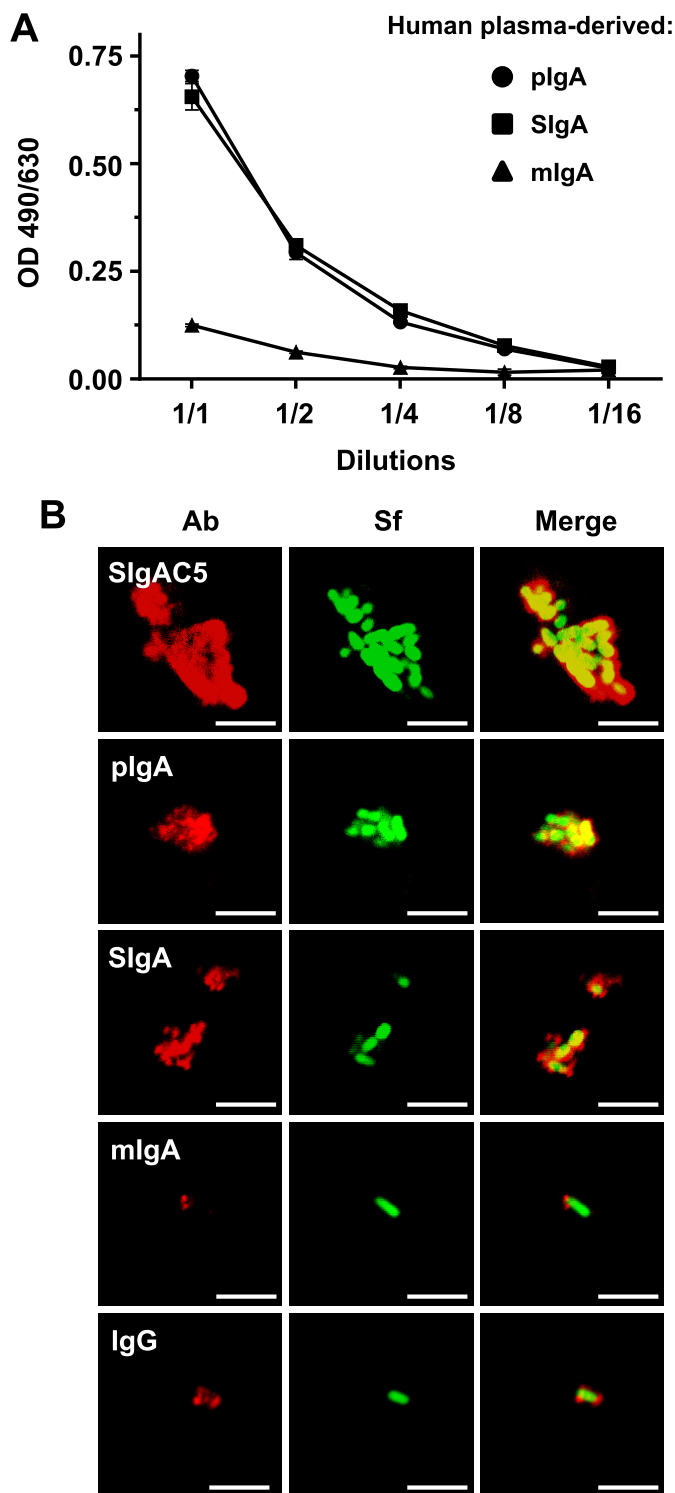 A
Human plasma-derived:
pIgA
SIgA
mIgA
OD 490/630
0.75
0.50
0.25
0.00
1/1 1/2 1/4 1/8 1/16
Dilutions
B
Ab Sf Merge
SIgAC5
pIgA
SIgA
mIgA
IgG